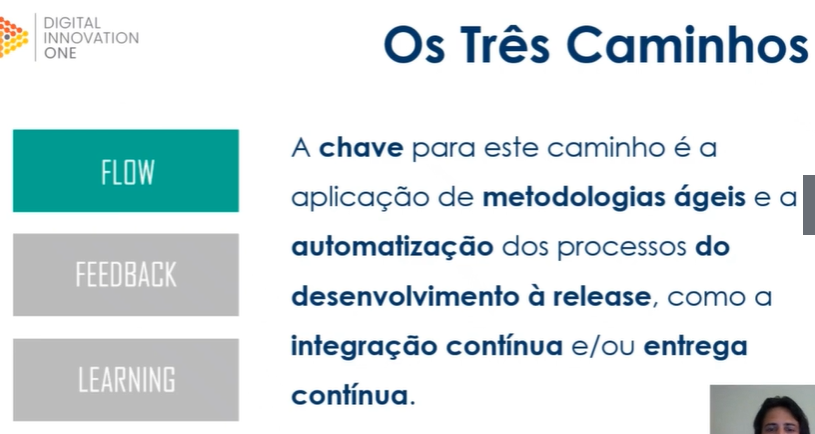 DIGITAL
INNOVATION
ONE
Os Três Caminhos
FLOW
FEEDBACK
LEARNING
A chave para este caminho é a
aplicação de metodologias ágeis e a
automatização dos processos do
desenvolvimento à release, como a
integração contínua e/ou entrega
contínua.